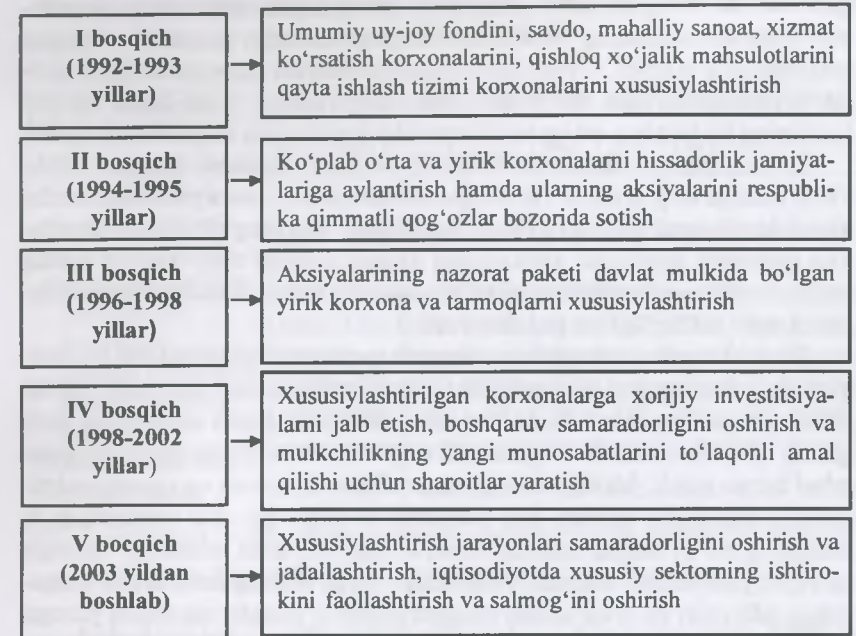 I bosqich
(1992-1993
yillar)
Umumiy uy-joy fondini, savdo, mahalliy sanoat, xizmat
ko‘rsatish korxonalarini, qishloq xo‘jalik mahsulotlarini
qayta ishlash tizimi korxonalarini xususiylashtirish
II bosqich
(1994-1995
yillar)
Ko‘plab o‘rta va yirik korxonalarni hissadorlik jamiyat-
lariga aylantirish hamda ularning aksiyalarini respubli-
ka qimmatli qog‘ozlar bozorida sotish
III bosqich
(1996-1998
yillar)
Aksiyalarining nazorat paketi davlat mulkida bo‘lgan
yirik korxona va tarmoqlarni xususiylashtirish
IV bosqich
(1998-2002
yillar)
Xususiylashtirilgan korxonalarga xorijiy investitsiya-
larni jalb etish, boshqaruv samaradorligini oshirish va
mulkchilikning yangi munosabatlarini to‘laqonli amal
qilishi uchun sharoitlar yaratish
V bocqich
(2003 yildan
boshlab)
Xususiylashtirish jarayonlari samaradorligini oshirish va
jadallashtirish, iqtisodiyotda xususiy sektorning ishtiro-
kini faollashtirish va salmog‘ini oshirish